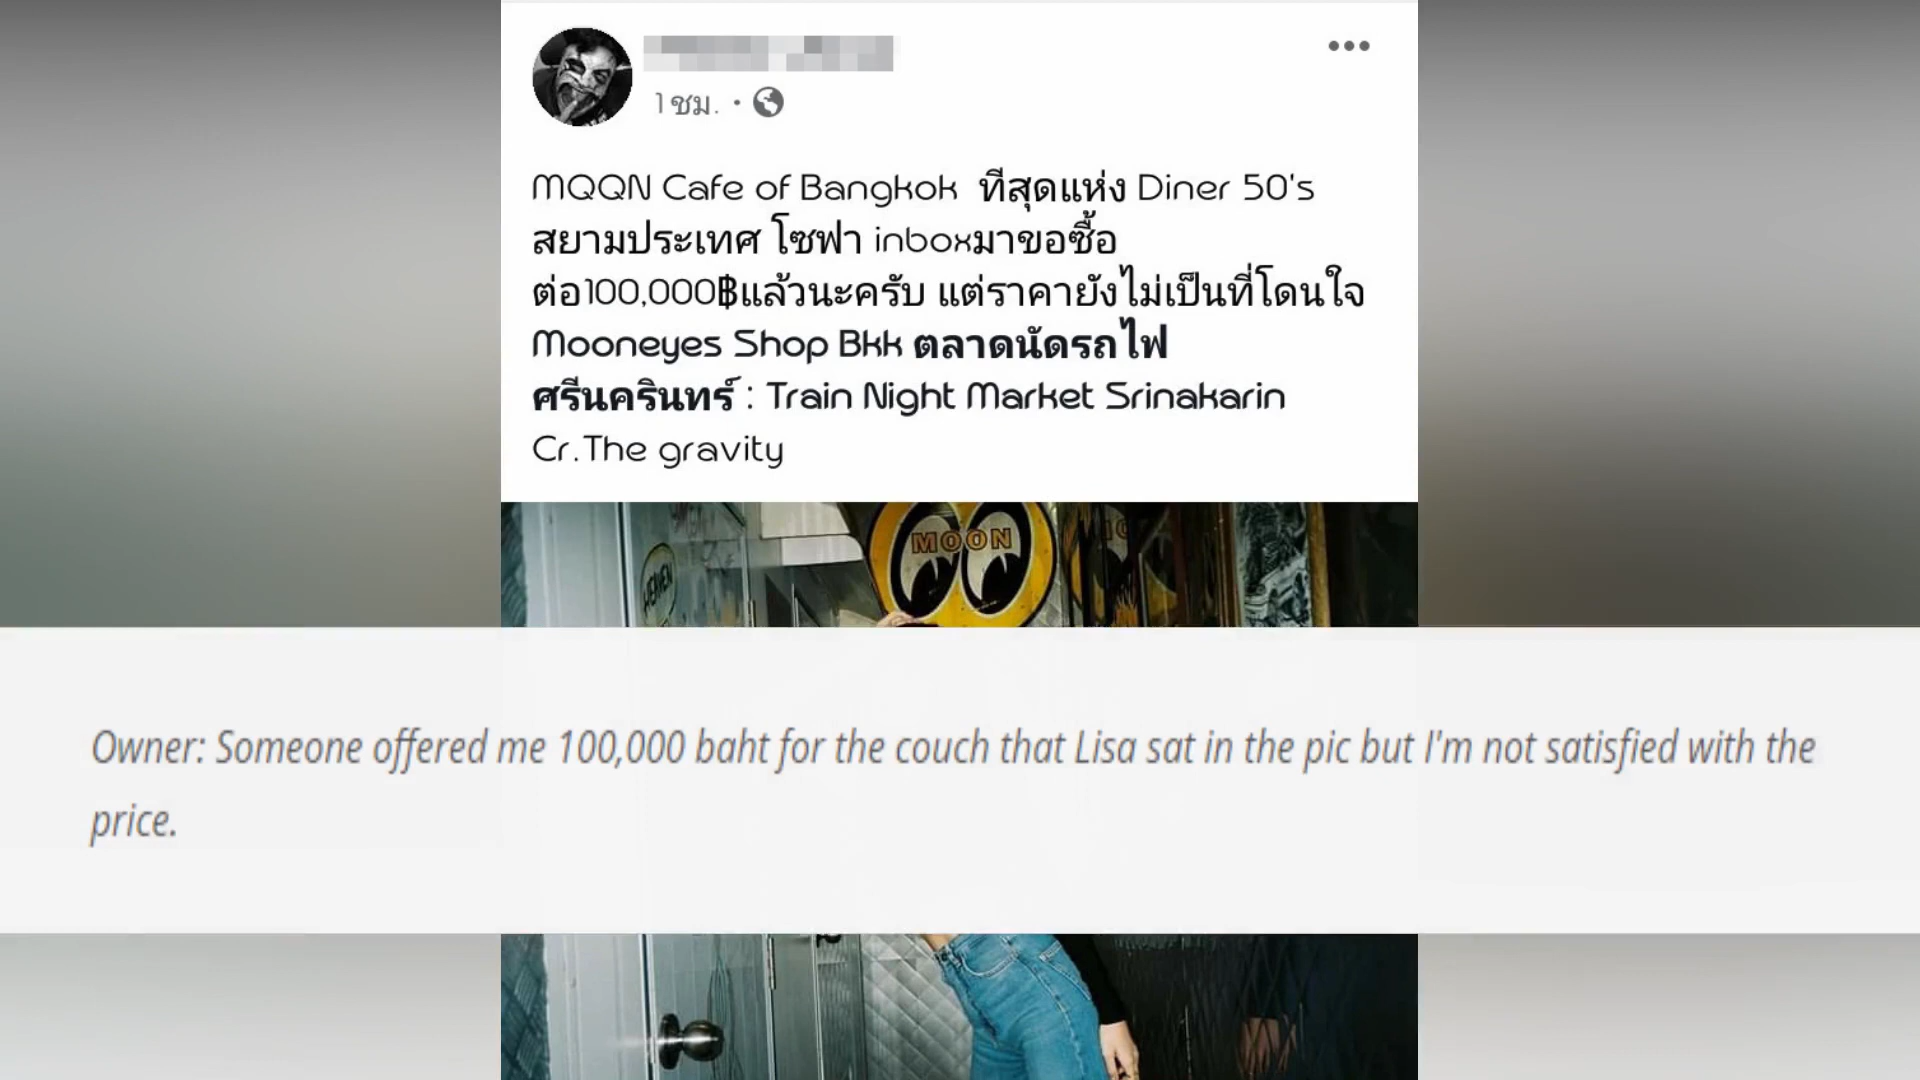 1 ชม. ·
MQQN Cafe of Bangkok ทีสุดแห่ง Diner 50's
สยามประเทศ โซฟา inboxมาขอซื้อ
ต่อ100,000฿แล้วนะครับ แต่ราคายังไม่เป็นที่โดนใจ
Mooneyes Shop Bkk ตลาดนัดรถไฟ
ศรีนครินทร์ : Train Night Market Srinakarin
Cr.The gravity
MOON
Owner: Someone offered me 100,000 baht for the couch that Lisa sat in the pic but I'm not satisfied with the
price.